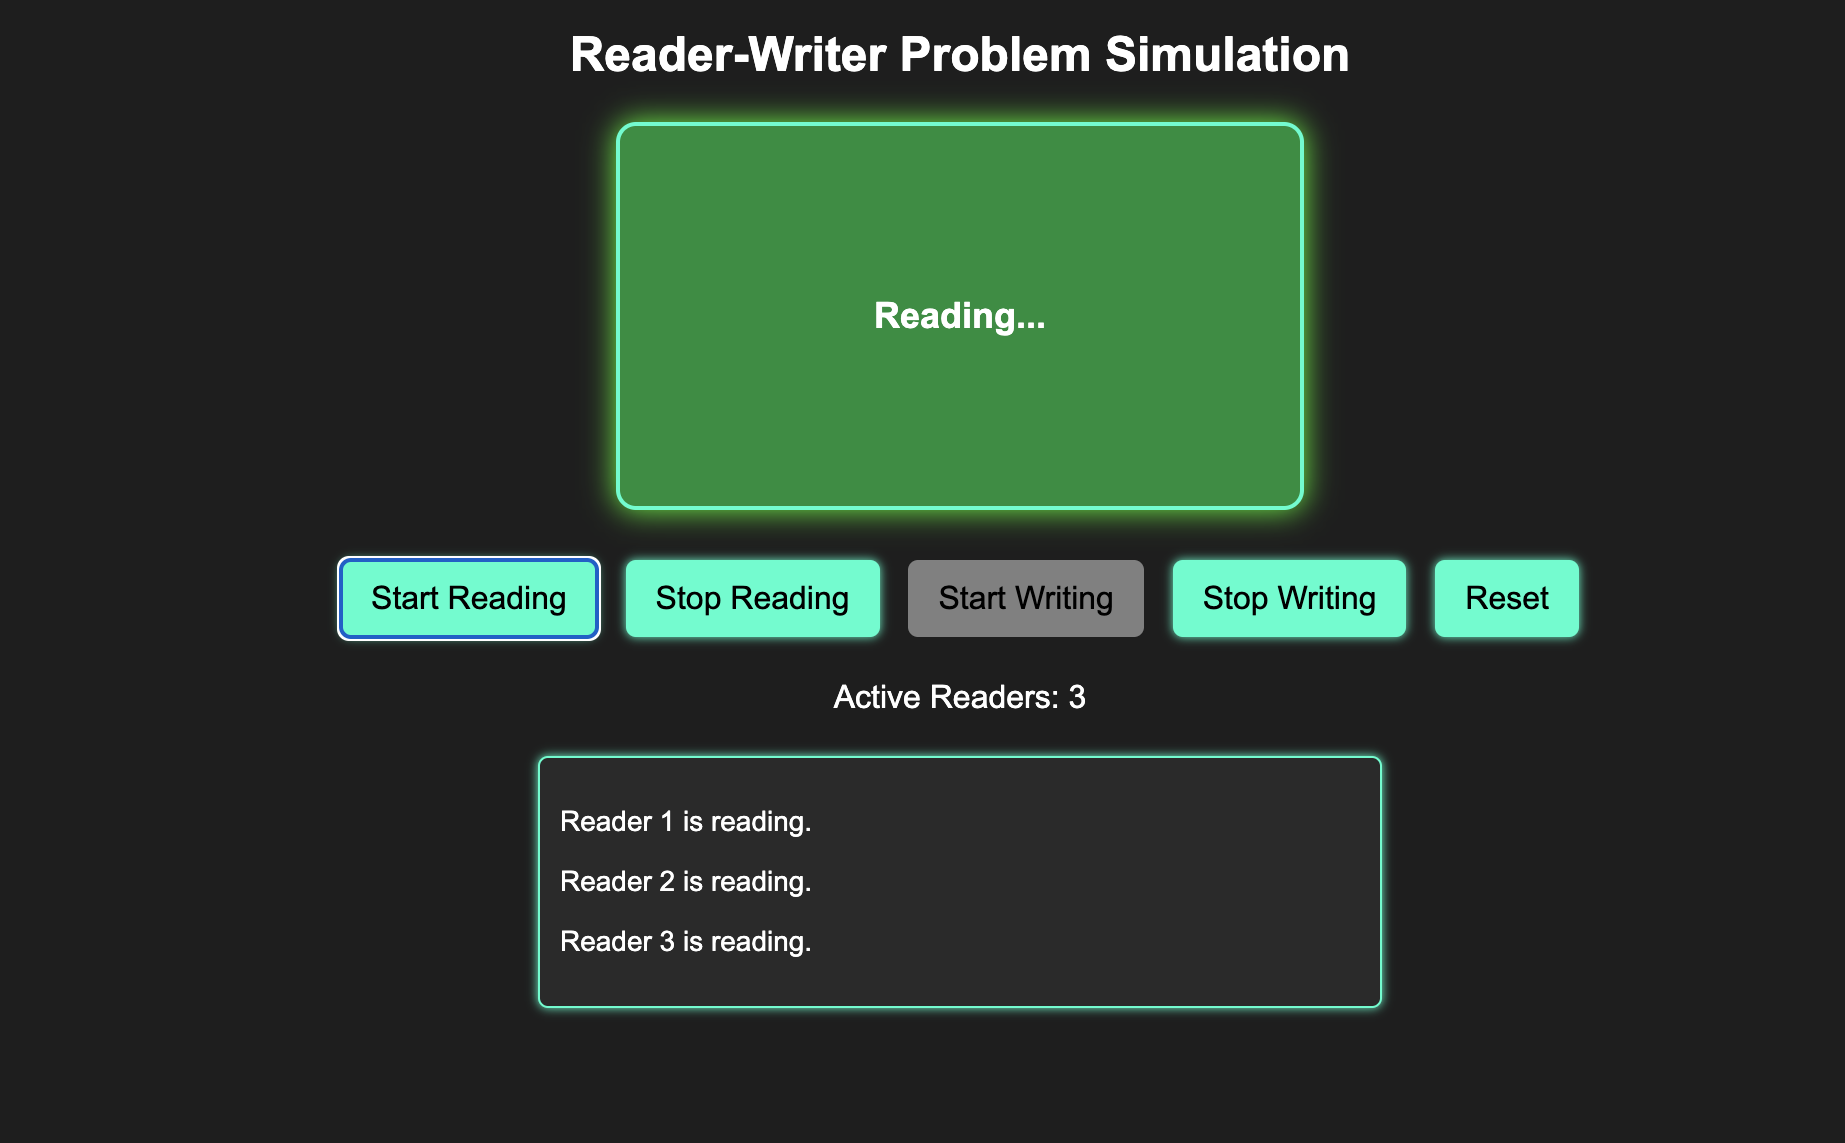 Reader-Writer Problem Simulation
Reading...
Start Reading
Stop Reading
Start Writing
Stop Writing
Reset
Active Readers: 3
Reader 1 is reading.
Reader 2 is reading.
Reader 3 is reading.